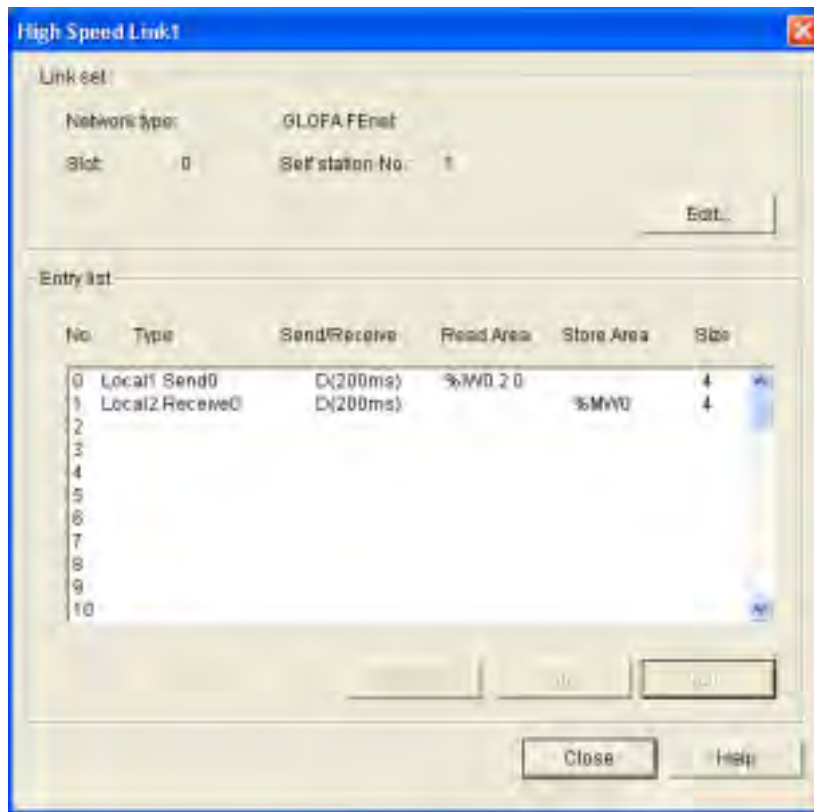 High Speed Link1
Link set
Network type: GLOFA FEnet
Slot: 0 Self station No. 1
Edit...
Entry list
No. Type Send/Receive Read Area Store Area Size
0 Local1 Send0 D(200ms) %IW0.2.0 4
1 Local2 Receive0 D(200ms) %MW0 4
2
3
4
5
6
7
8
9
10
Close Help